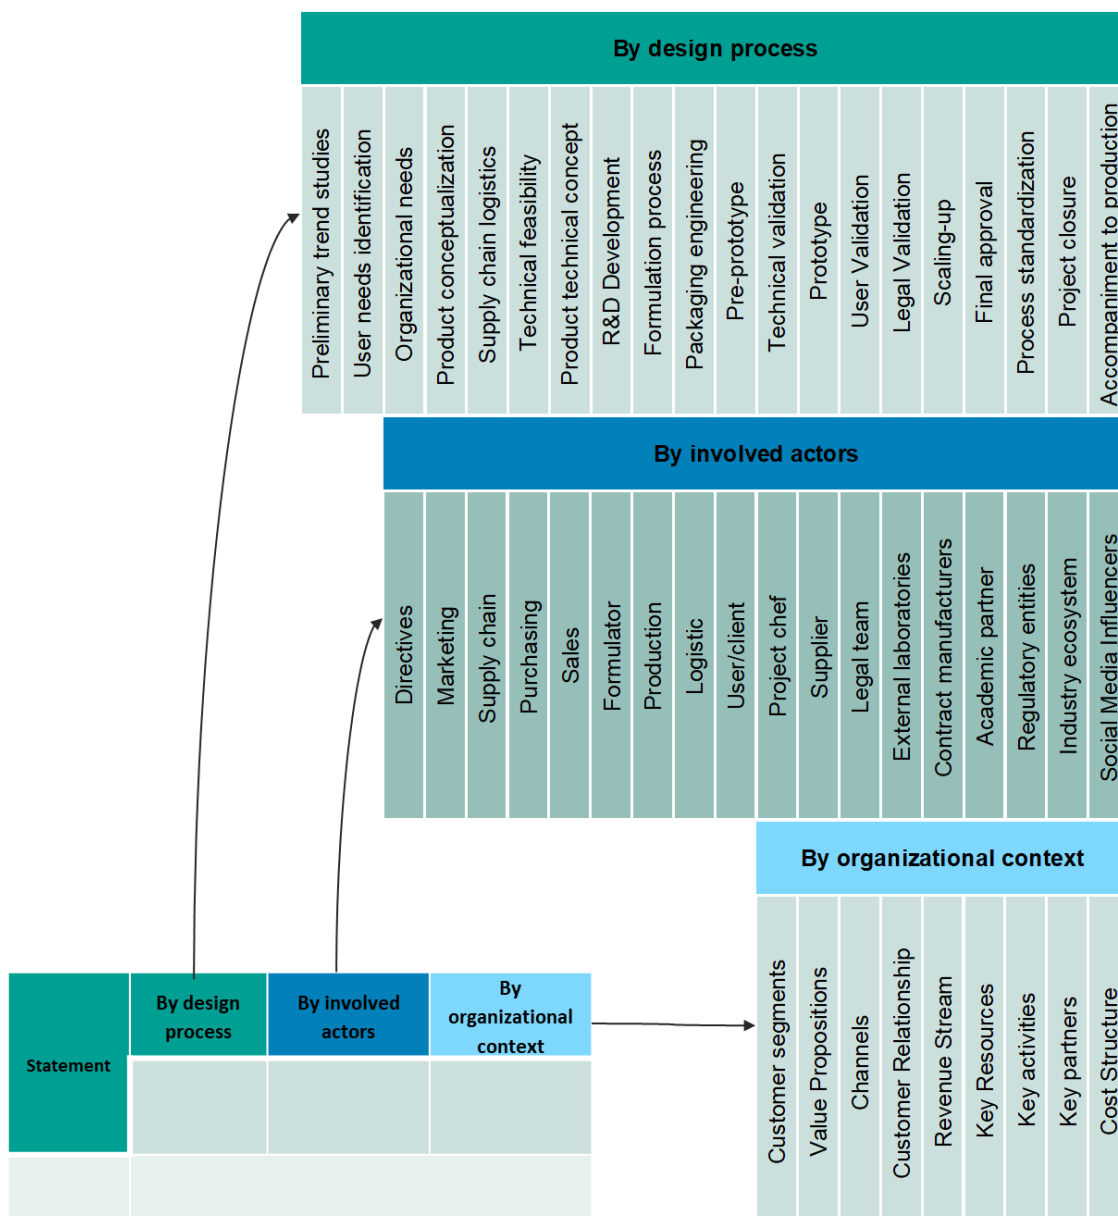 By design process
Preliminary trend studies
User needs identification
Organizational needs
Product conceptualization
Supply chain logistics
Technical feasibility
Product technical concept
R&D Development
Formulation process
Packaging engineering
Pre-prototype
Technical validation
Prototype
User Validation
Legal Validation
Scaling-up
Final approval
Process standardization
Project closure
Accompaniment to production
By involved actors
Directives
Marketing
Supply chain
Purchasing
Sales
Formulator
Production
Logistic
User/client
Project chef
Supplier
Legal team
External laboratories
Contract manufacturers
Academic partner
Regulatory entities
Industry ecosystem
Social Media Influencers
By organizational context
Customer segments
Value Propositions
Channels
Customer Relationship
Revenue Stream
Key Resources
Key activities
Key partners
Cost Structure
Statement
By design
process
By involved
actors
By
organizational
context